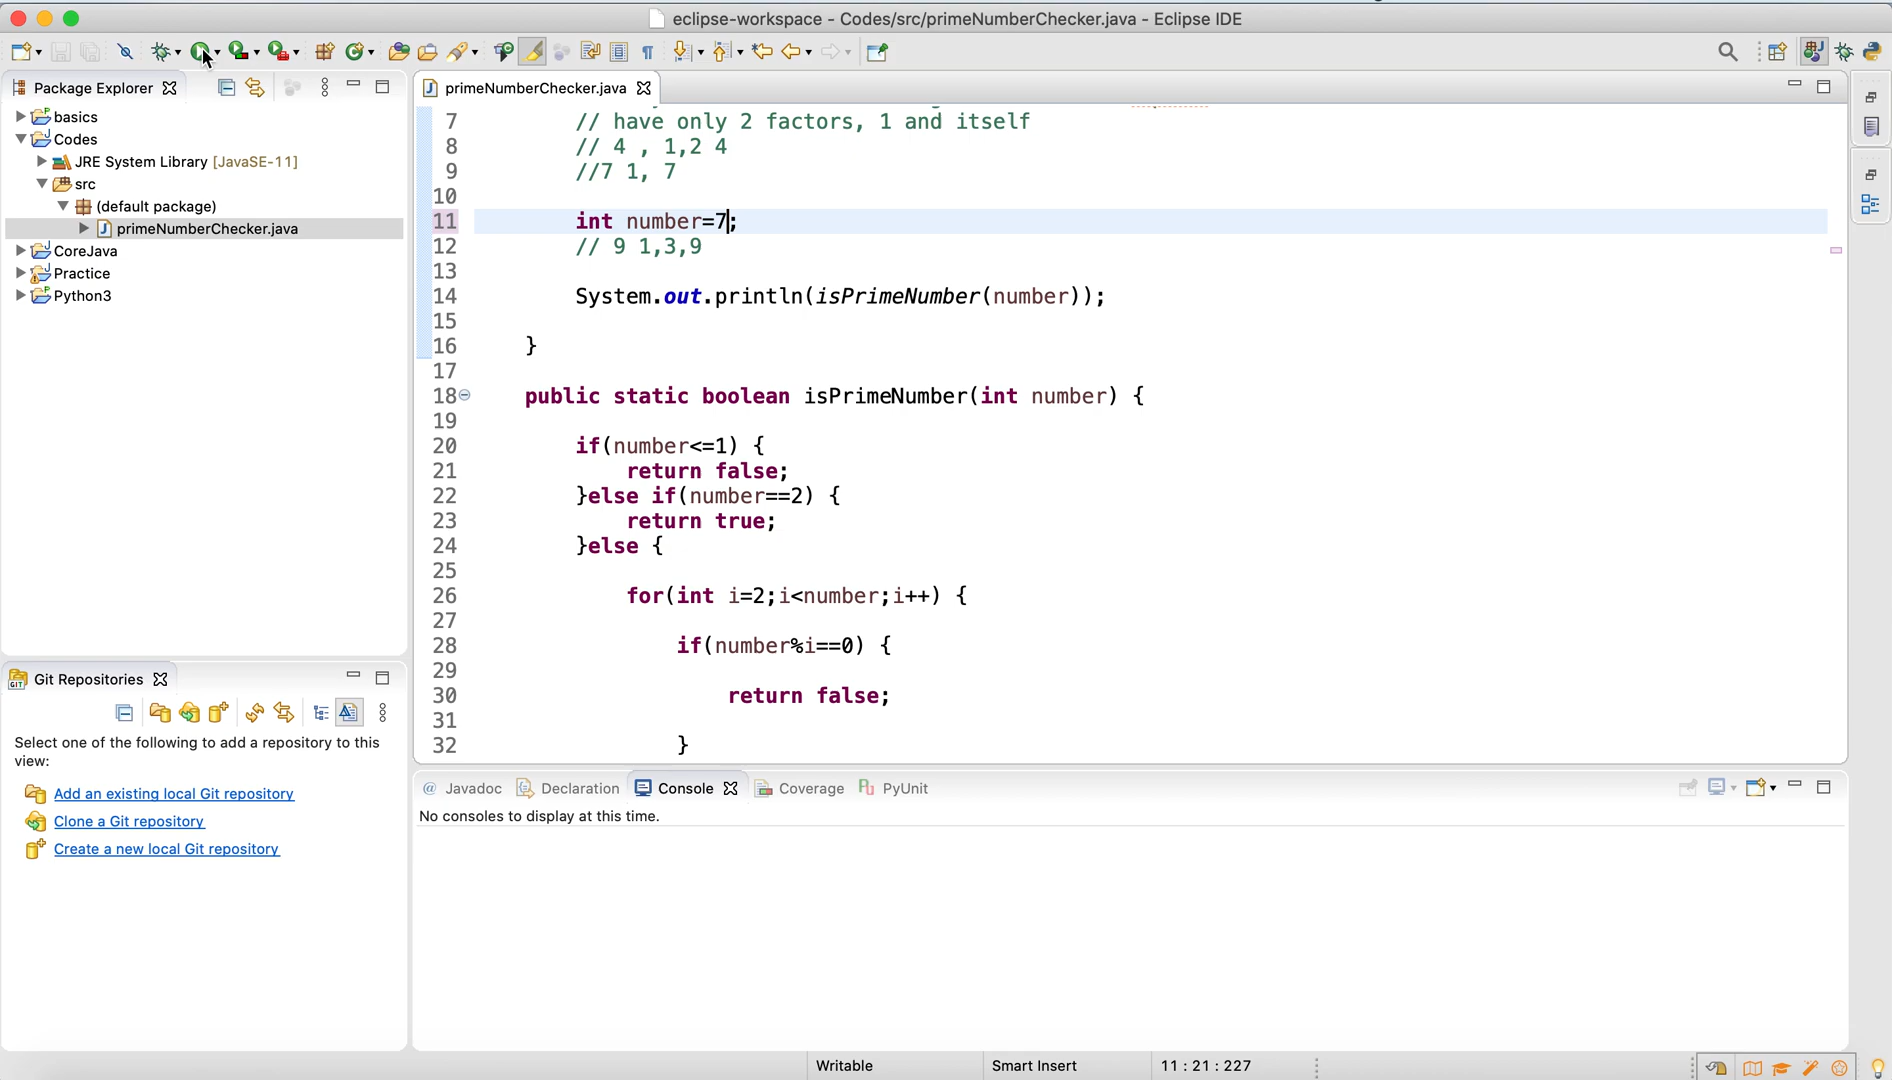 eclipse-workspace - Codes/src/primeNumberChecker.java - Eclipse IDE
Package Explorer
basics
Codes
JRE System Library [JavaSE-11]
src
(default package)
primeNumberChecker.java
CoreJava
Practice
Python3
primeNumberChecker.java
7 // have only 2 factors, 1 and itself
8 // 4 , 1,2 4
9 //7 1, 7
10
11 int number=7;
12 // 9 1,3,9
13
14 System.out.println(isPrimeNumber(number));
15
16 }
17
18 public static boolean isPrimeNumber(int number) {
19
20 if(number<=1) {
21 return false;
22 }else if(number==2) {
23 return true;
24 }else {
25
26 for(int i=2;i<number;i++) {
27
28 if(number%i==0) {
29
30 return false;
31
32 }
Git Repositories
Select one of the following to add a repository to this
view:
Add an existing local Git repository
Clone a Git repository
Create a new local Git repository
@ Javadoc Declaration Console Coverage PyUnit
No consoles to display at this time.
Writable Smart Insert 11 : 21 : 227